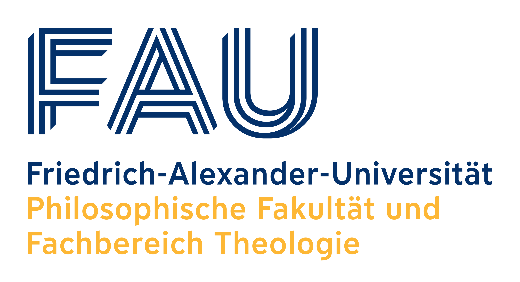 FAU
Friedrich-Alexander-Universität
Philosophische Fakultät und
Fachbereich Theologie